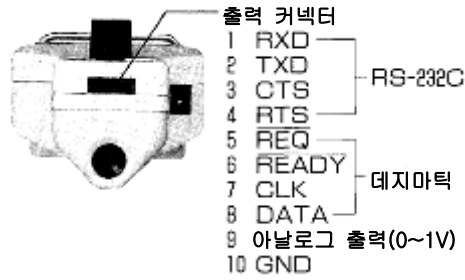 출력 커넥터
1 RXD
2 TXD
3 CTS
4 RTS
RS-232C
5 REQ
6 READY
7 CLK
8 DATA
데지마틱
9 아날로그 출력(0~1V)
10 GND